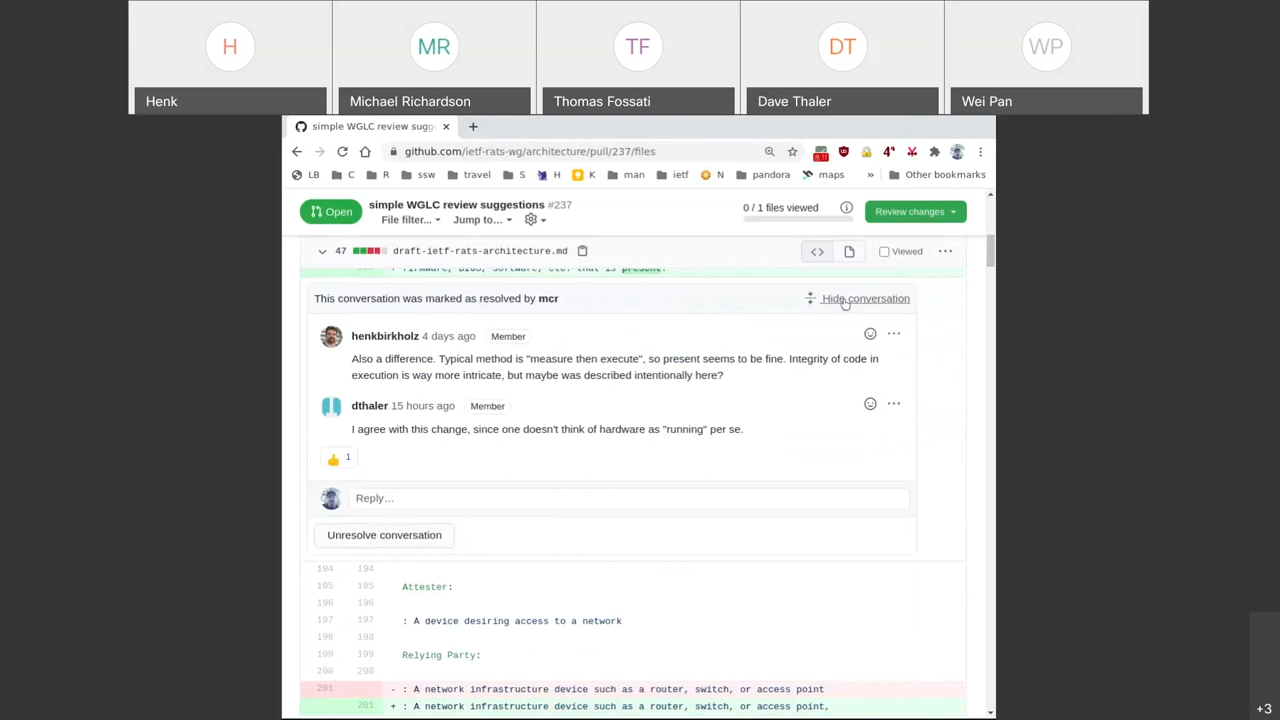 H
MR
TF
DT
WP
Henk
Michael Richardson
Thomas Fossati
Dave Thaler
Wei Pan
simple WGLC review sugg
github.com/ietf-rats-wg/architecture/pull/237/files
LB C R ssw travel S H K man ietf N pandora maps » Other bookmarks
Open
simple WGLC review suggestions #237
File filter... Jump to...
0 / 1 files viewed
Review changes
47 draft-ietf-rats-architecture.md
Viewed
+ firmware, BIOS, software, etc. that is present.
This conversation was marked as resolved by mcr
Hide conversation
henkbirkholz 4 days ago Member
Also a difference. Typical method is "measure then execute", so present seems to be fine. Integrity of code in
execution is way more intricate, but maybe was described intentionally here?
dthaler 15 hours ago Member
I agree with this change, since one doesn't think of hardware as "running" per se.
1
Reply...
Unresolve conversation
194 194
195 195 Attester:
196 196
197 197 : A device desiring access to a network
198 198
199 199 Relying Party:
200 200
201 - : A network infrastructure device such as a router, switch, or access point
201 + : A network infrastructure device such as a router, switch, or access point,
+3